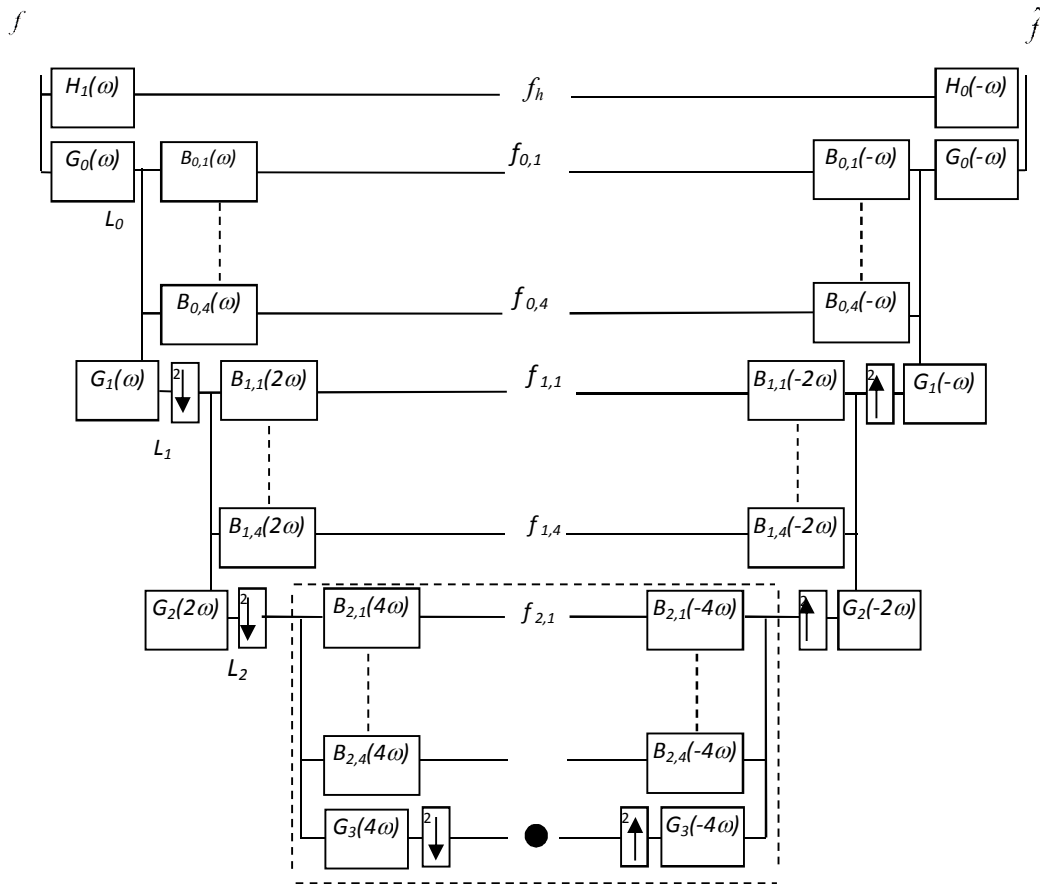 f f̃
H₁(ω) f_h H₀(-ω)
G₀(ω) B₀,₁(ω) f₀,₁ B₀,₁(-ω) G₀(-ω)
L₀
B₀,₄(ω) f₀,₄ B₀,₄(-ω)
G₁(ω) 2 B₁,₁(2ω) f₁,₁ B₁,₁(-2ω) 2 G₁(-ω)
L₁
B₁,₄(2ω) f₁,₄ B₁,₄(-2ω)
G₂(2ω) 2 B₂,₁(4ω) f₂,₁ B₂,₁(-4ω) 2 G₂(-2ω)
L₂
B₂,₄(4ω) B₂,₄(-4ω)
G₃(4ω) 2 2 G₃(-4ω)